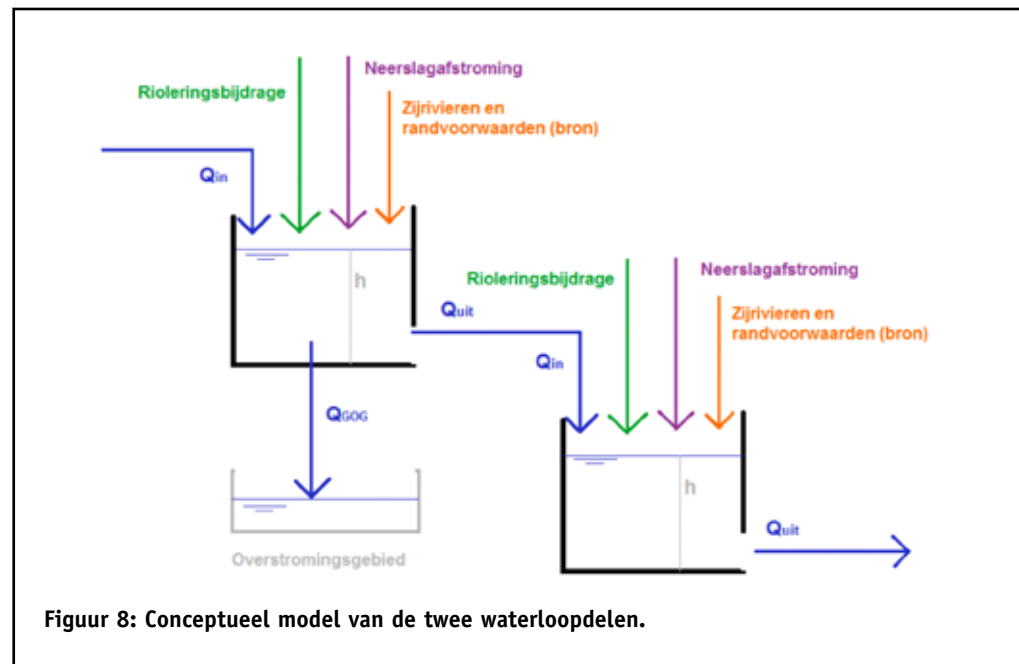 Neerslagafstroming
Rioleringsbijdrage
Zijrivieren en
randvoorwaarden (bron)
Qin
h
Quit
Qin
Rioleringsbijdrage
Neerslagafstroming
Zijrivieren en
randvoorwaarden (bron)
QGOG
h
Overstromingsgebied
Quit
Figuur 8: Conceptueel model van de twee waterloopdelen.